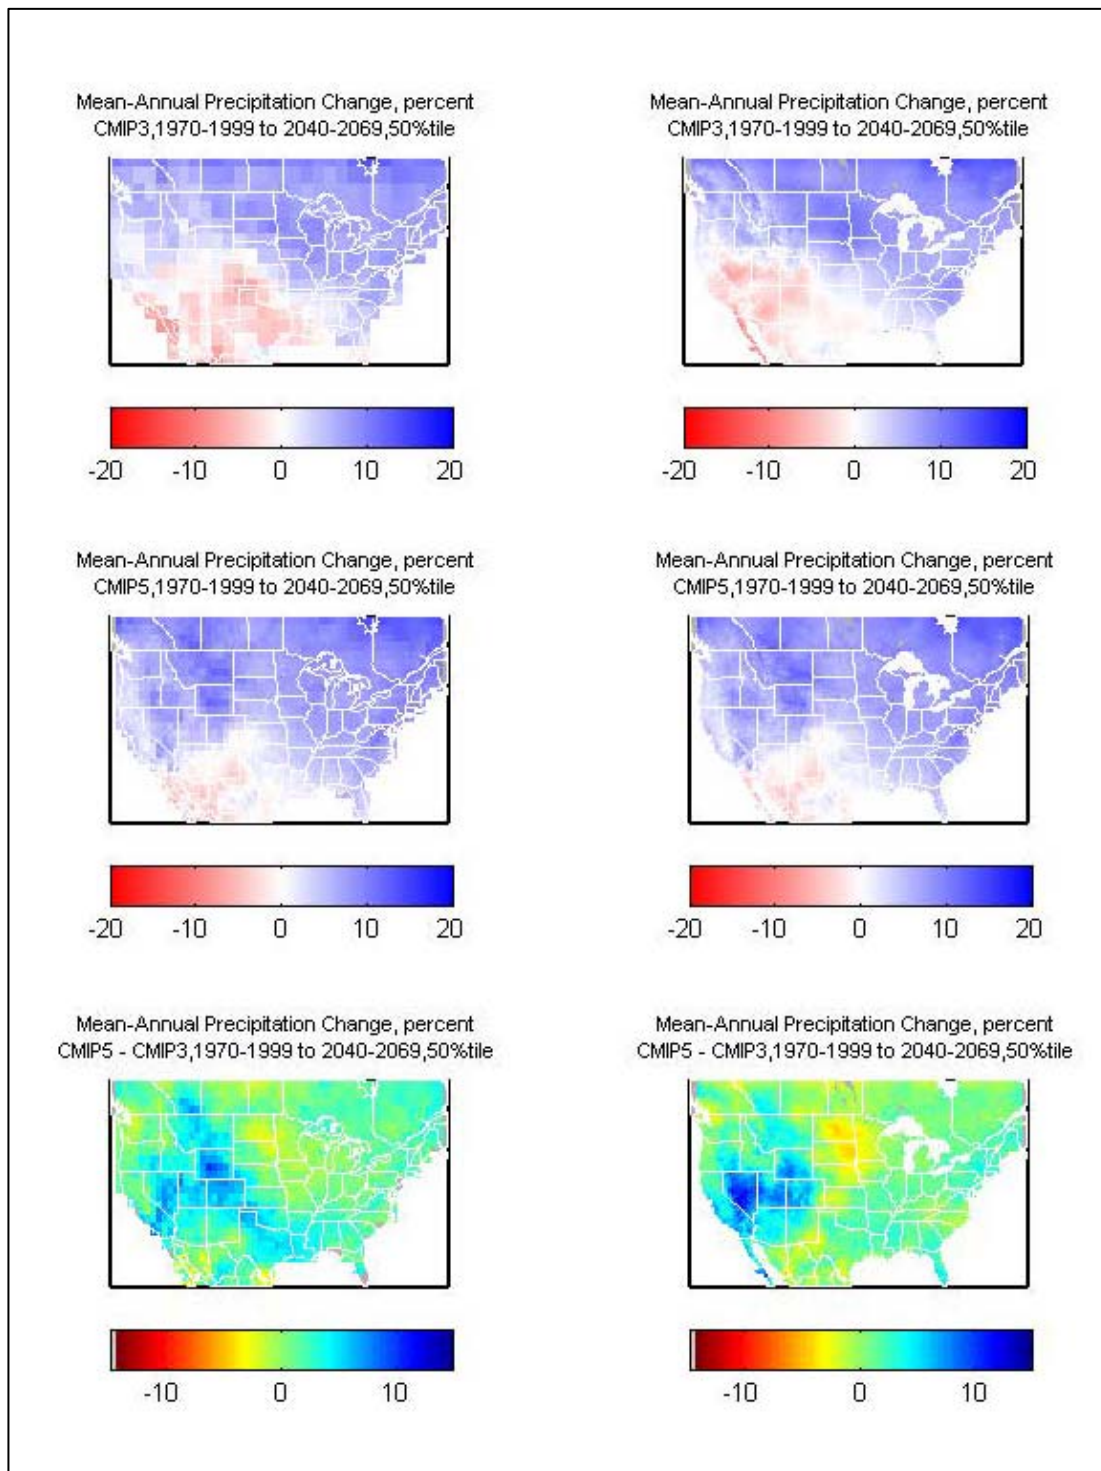 Mean-Annual Precipitation Change, percent
CMIP3,1970-1999 to 2040-2069,50%tile
-20 -10 0 10 20
Mean-Annual Precipitation Change, percent
CMIP3,1970-1999 to 2040-2069,50%tile
-20 -10 0 10 20
Mean-Annual Precipitation Change, percent
CMIP5,1970-1999 to 2040-2069,50%tile
-20 -10 0 10 20
Mean-Annual Precipitation Change, percent
CMIP5,1970-1999 to 2040-2069,50%tile
-20 -10 0 10 20
Mean-Annual Precipitation Change, percent
CMIP5 - CMIP3,1970-1999 to 2040-2069,50%tile
-10 0 10
Mean-Annual Precipitation Change, percent
CMIP5 - CMIP3,1970-1999 to 2040-2069,50%tile
-10 0 10